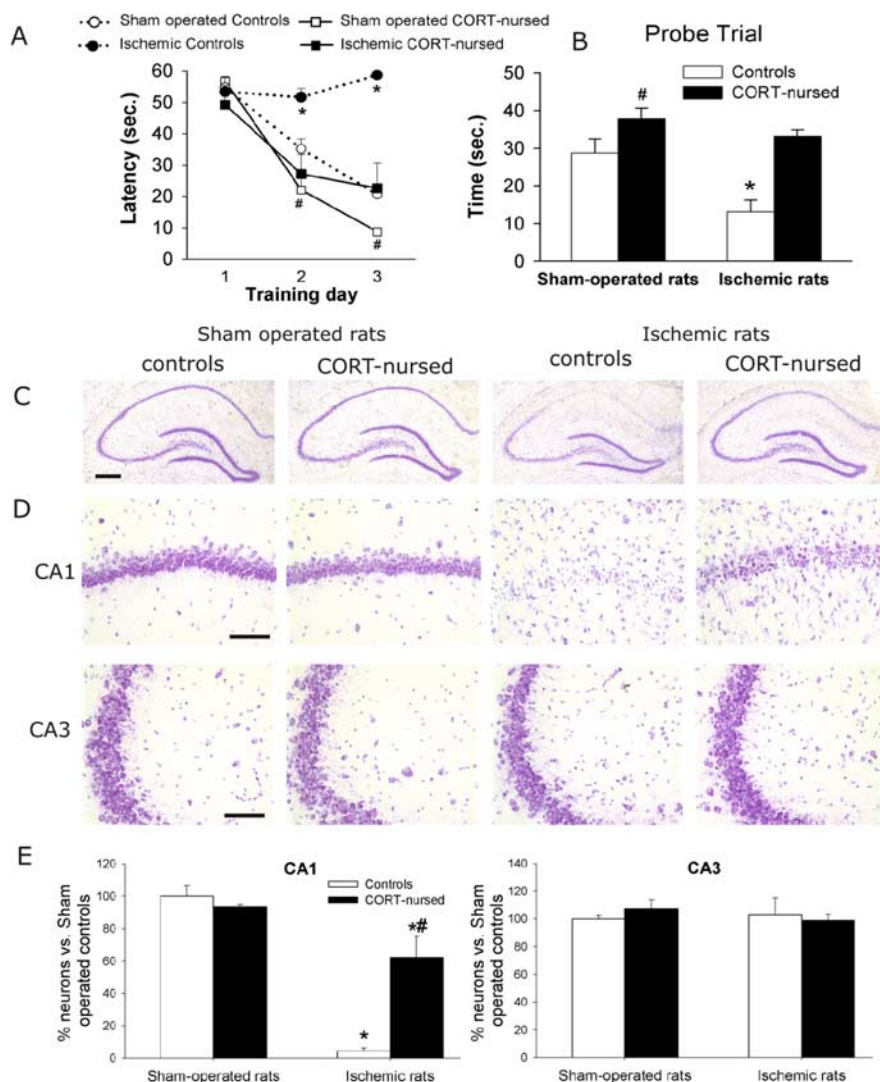 A
Sham operated Controls
Sham operated CORT-nursed
Ischemic Controls
Ischemic CORT-nursed
Latency (sec.)
60
50
40
30
20
10
0
*
*
#
#
1 2 3
Training day
B
Probe Trial
Controls
CORT-nursed
Time (sec.)
50
40
30
20
10
0
#
*
Sham-operated rats Ischemic rats
Sham operated rats Ischemic rats
controls CORT-nursed controls CORT-nursed
C
D
CA1
CA3
E
CA1
Controls
CORT-nursed
% neurons vs. Sham
operated controls
120
100
80
60
40
20
0
*
*#
Sham-operated rats Ischemic rats
CA3
% neurons vs. Sham
operated controls
140
120
100
80
60
40
20
0
Sham-operated rats Ischemic rats